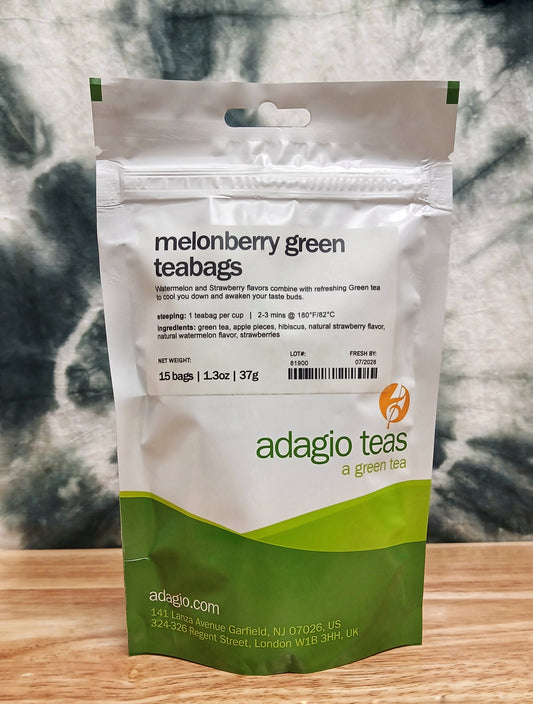 melonberry green
teabags
Watermelon and Strawberry flavors combine with refreshing Green tea
to cool you down and awaken your taste buds.
steeping: 1 teabag per cup | 2-3 mins @ 180°F/82°C
ingredients: green tea, apple pieces, hibiscus, natural strawberry flavor,
natural watermelon flavor, strawberries
NET WEIGHT:
15 bags | 1.3oz | 37g
LOT#:
81900
FRESH BY:
07/2028
adagio teas
a green tea
adagio.com
141 Lanza Avenue Garfield, NJ 07026, US
324-326 Regent Street, London W1B 3HH, UK